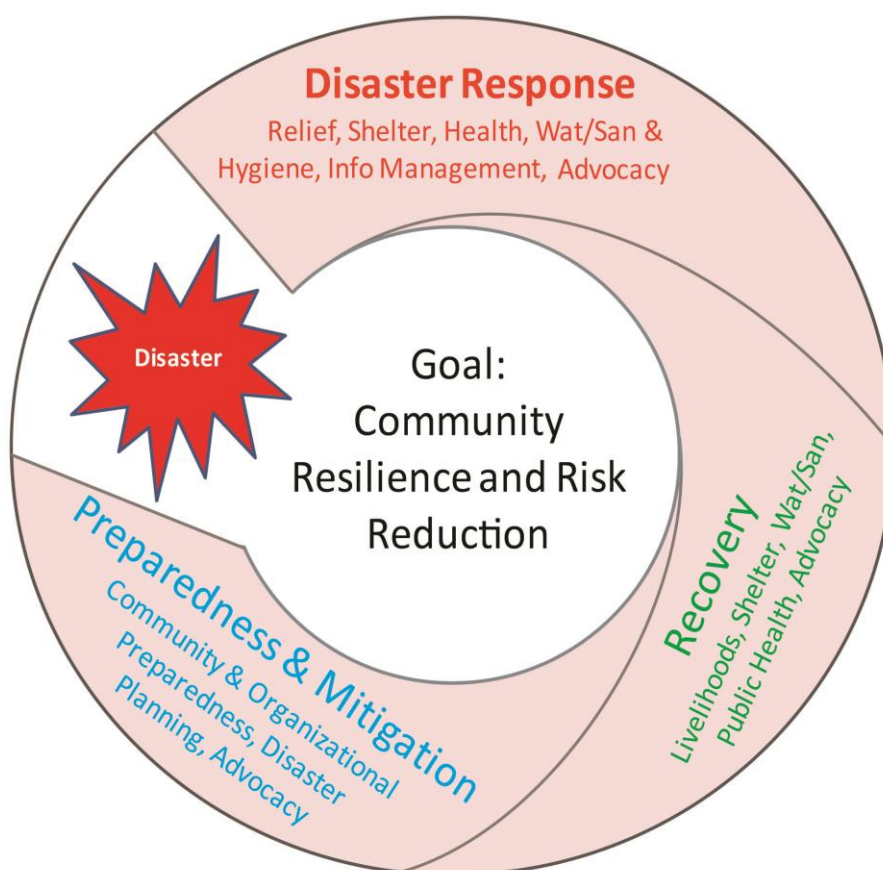 Disaster Response
Relief, Shelter, Health, Wat/San &
Hygiene, Info Management, Advocacy
Disaster
Goal:
Community
Resilience and Risk
Reduction
Recovery
Livelihoods, Shelter, Wat/San,
Public Health, Advocacy
Preparedness & Mitigation
Community & Organizational
Preparedness, Disaster
Planning, Advocacy